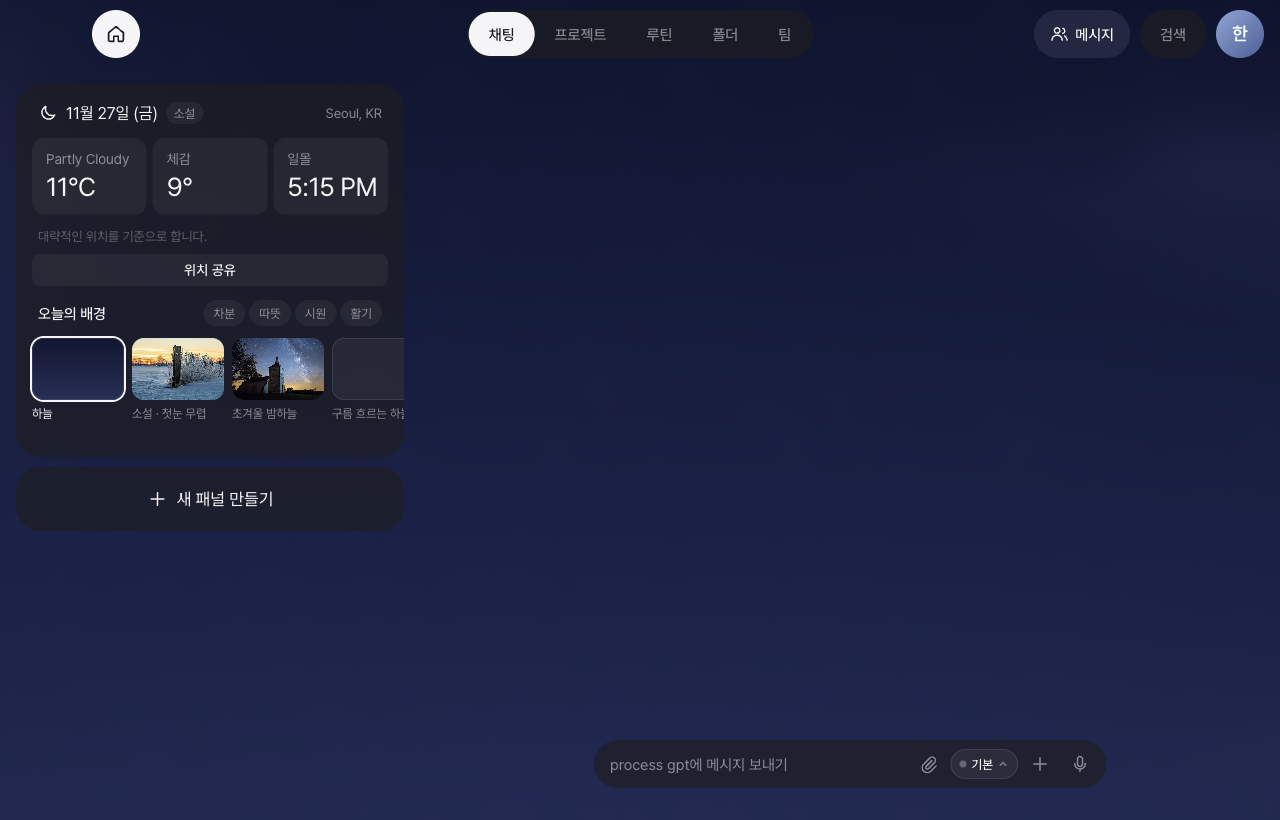 채팅
프로젝트
루틴
폴더
팀
메시지
검색
한
11월 27일 (금)
소설
Seoul, KR
Partly Cloudy
11°C
체감
9°
일몰
5:15 PM
대략적인 위치를 기준으로 합니다.
위치 공유
오늘의 배경
차분
따뜻
시원
활기
하늘
소설 · 첫눈 무렵
초겨울 밤하늘
구름 흐르는
새 패널 만들기
process gpt에 메시지 보내기
기본